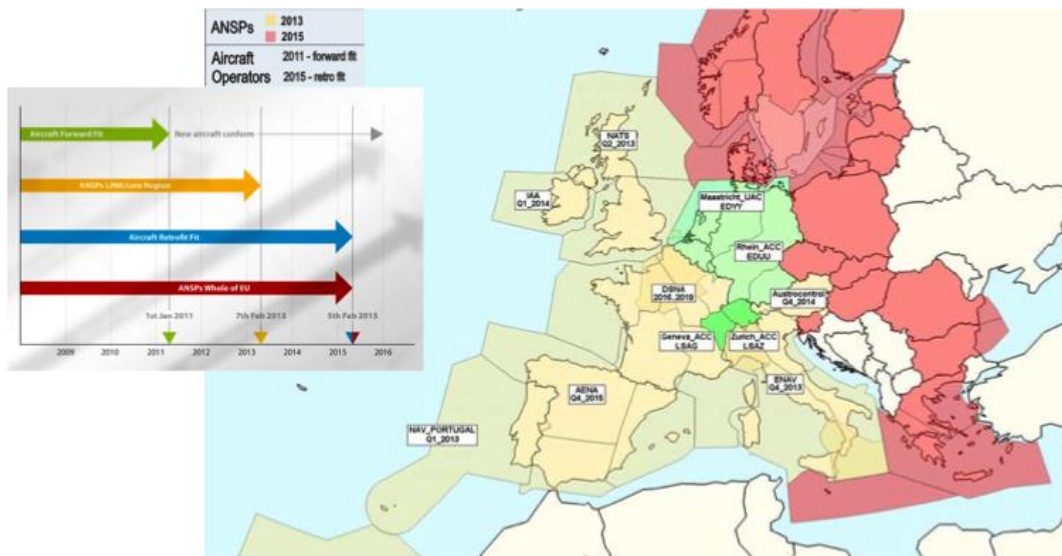 ANSPs
2013
2015
Aircraft
Operators
2011 - forward fit
2015 - retro fit
Aircraft Forward Fit
New aircraft conform
ANSPs LINK/core Region
Aircraft Retrofit Fit
ANSPs Whole of EU
1st Jan 2011
7th Feb 2013
5th Feb 2015
2009
2010
2011
2012
2013
2014
2015
2016
NATS
Q2_2013
IAA
Q1_2014
Maastricht_UAC
EDYY
Rhein_ACC
EDUU
DSNA
2016..2018
Austrocontrol
Q4_2014
Geneva_ACC
LSAG
Zurich_ACC
LSAZ
ENAV
Q4_2013
AENA
Q4_2015
NAV_PORTUGAL
Q1_2013